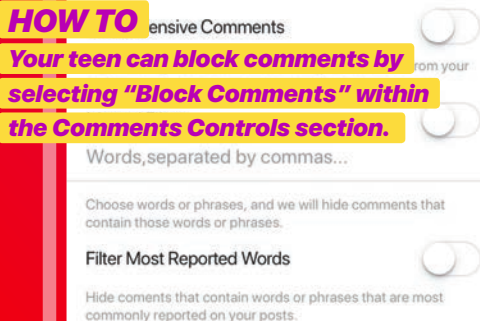 HOW TO
ensive Comments
Your teen can block comments by
rom your
selecting “Block Comments” within
the Comments Controls section.
Words,separated by commas...
Choose words or phrases, and we will hide comments that
contain those words or phrases.
Filter Most Reported Words
Hide coments that contain words or phrases that are most
commonly reported on your posts.